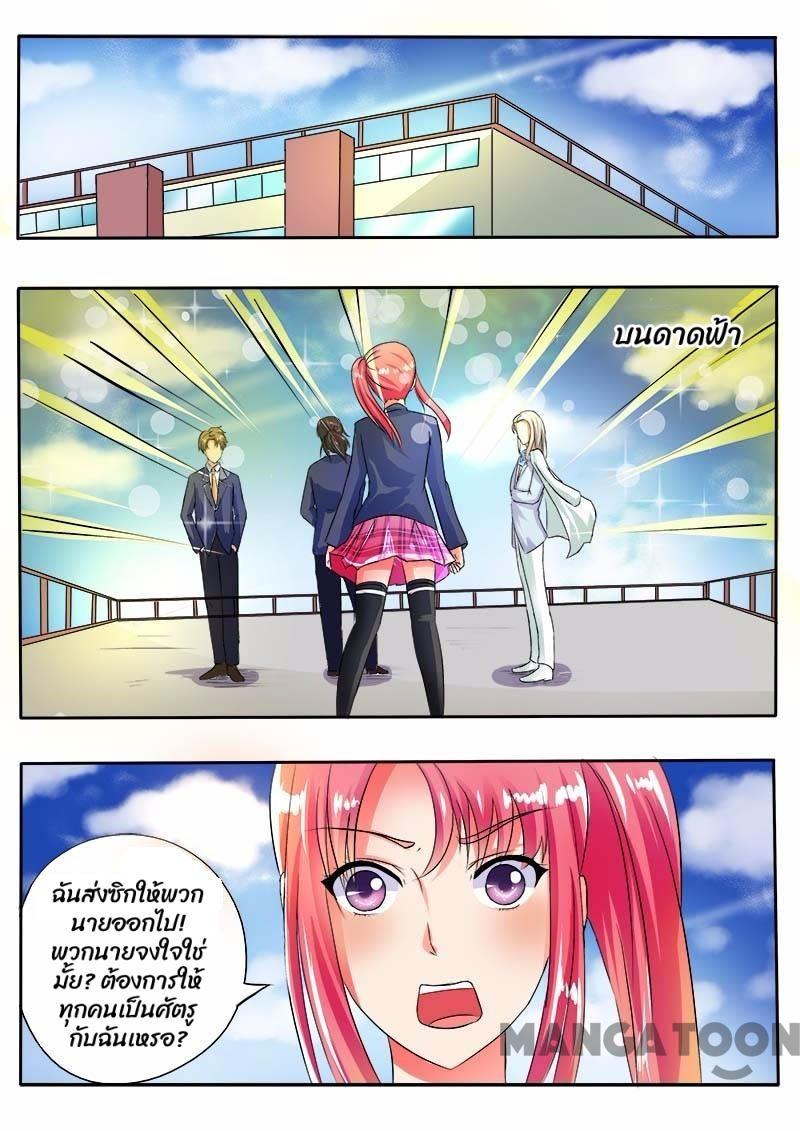 บนดาดฟ้า
ฉันส่งซิกให้พวก
นายออกไป!
พวกนายจงใจใช่
มั้ย? ต้องการให้
ทุกคนเป็นศัตรู
กับฉันเหรอ?
MANGATOON